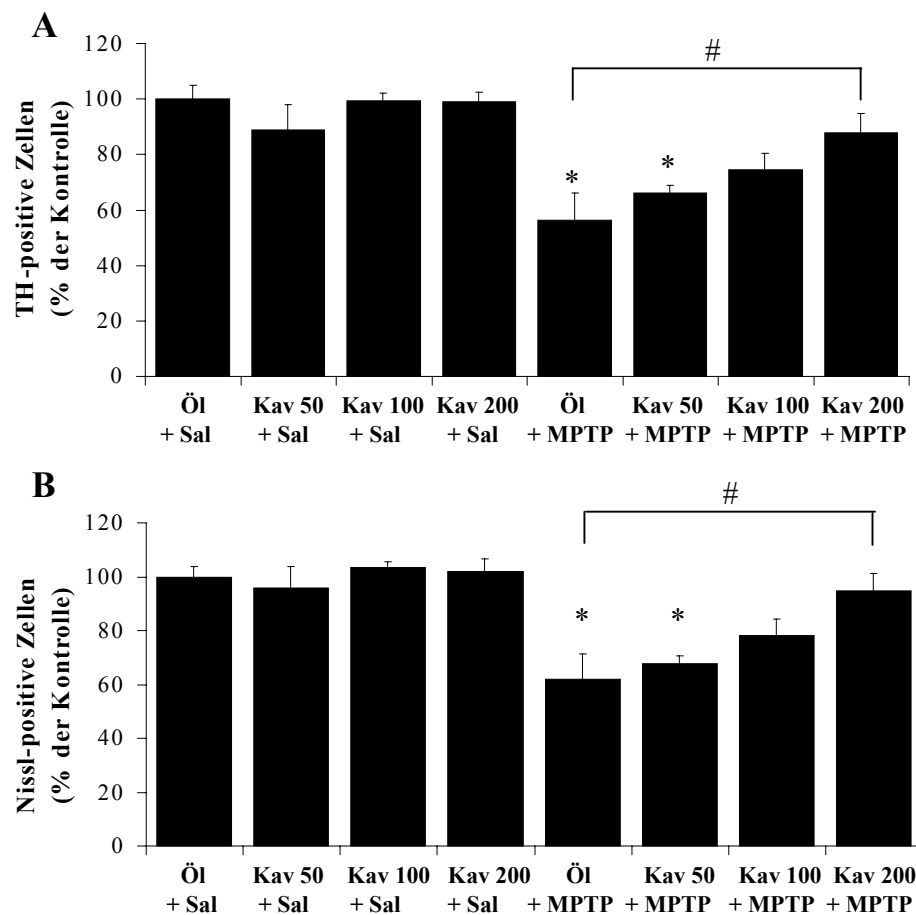 A
#
120
100
80
60
40
20
0
TH-positive Zellen
(% der Kontrolle)
* *
Öl Kav 50 Kav 100 Kav 200 Öl Kav 50 Kav 100 Kav 200
+ Sal + Sal + Sal + Sal + MPTP + MPTP + MPTP + MPTP
B
#
120
100
80
60
40
20
0
Nissl-positive Zellen
(% der Kontrolle)
* *
Öl Kav 50 Kav 100 Kav 200 Öl Kav 50 Kav 100 Kav 200
+ Sal + Sal + Sal + Sal + MPTP + MPTP + MPTP + MPTP